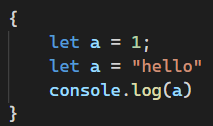 {
    let a = 1;
    let a = "hello"
    console.log(a)
}